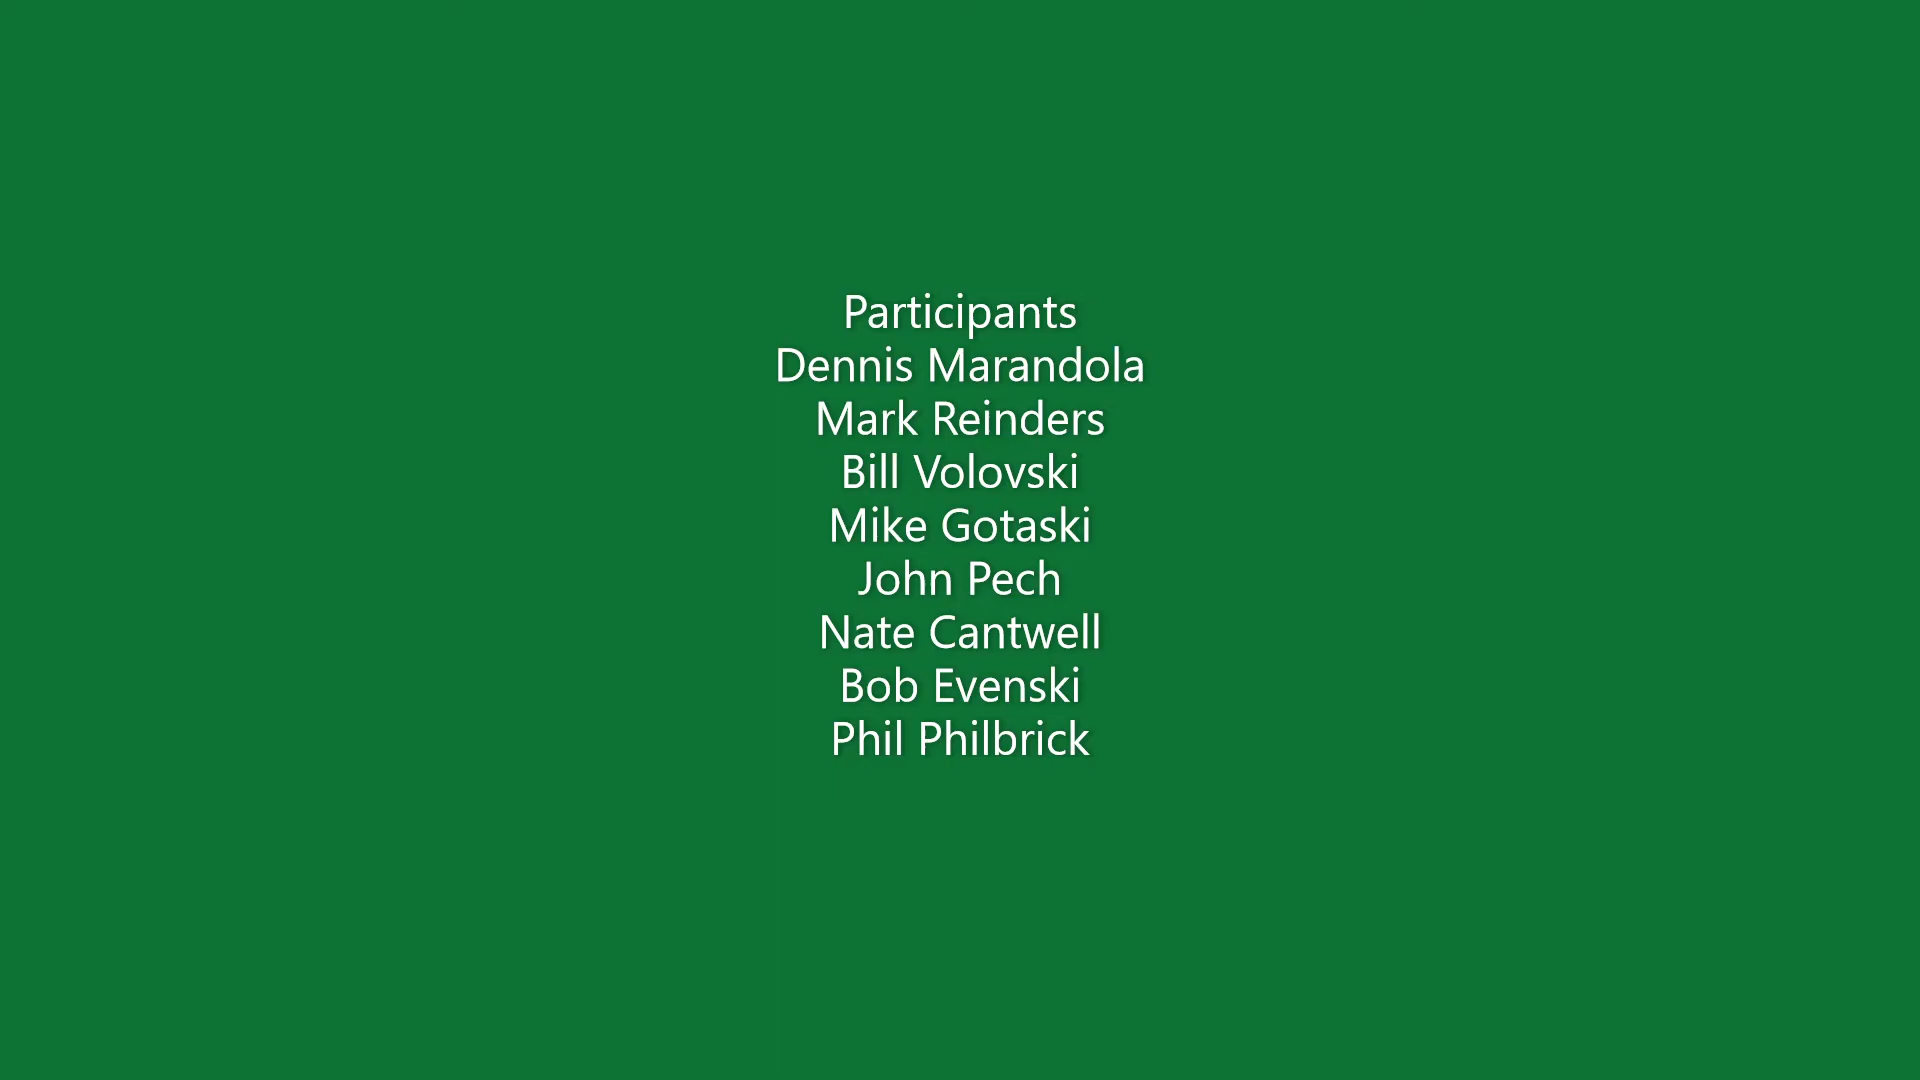 Participants
Dennis Marandola
Mark Reinders
Bill Volovski
Mike Gotaski
John Pech
Nate Cantwell
Bob Evenski
Phil Philbrick